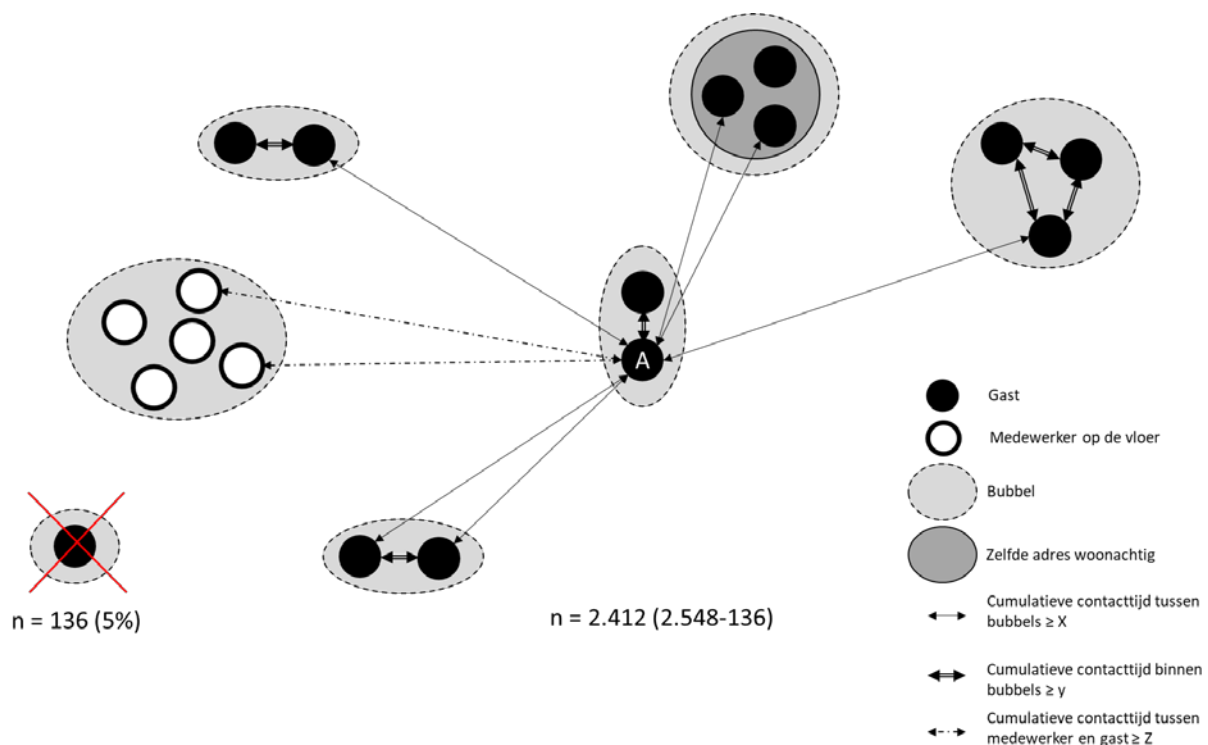 A
n = 136 (5%)
n = 2.412 (2.548-136)
Gast
Medewerker op de vloer
Bubbel
Zelfde adres woonachtig
Cumulatieve contacttijd tussen
bubbels ≥ X
Cumulatieve contacttijd binnen
bubbels ≥ y
Cumulatieve contacttijd tussen
medewerker en gast ≥ Z